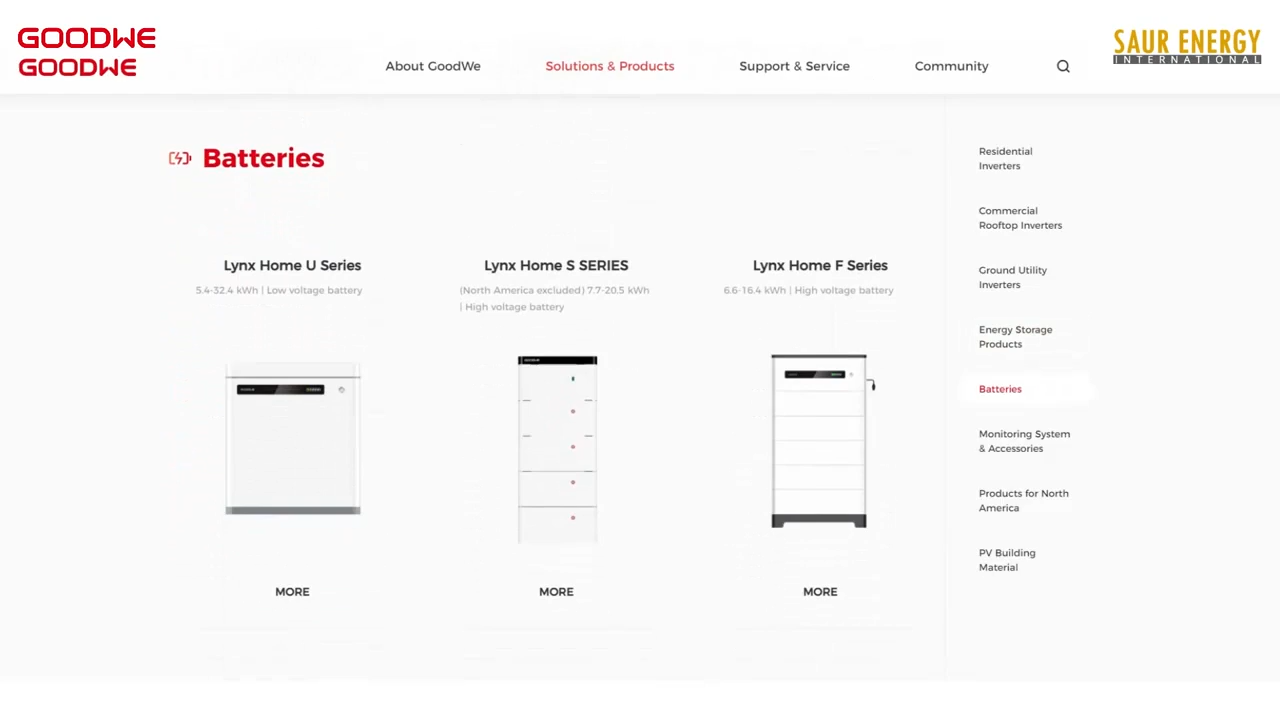 GOODWE
GOODWE
About GoodWe
Solutions & Products
Support & Service
Community
SAUR ENERGY
INTERNATIONAL
Batteries
Lynx Home U Series
5.4-32.4 kWh | Low voltage battery
MORE
Lynx Home S SERIES
(North America excluded) 7.7-20.5 kWh
| High voltage battery
MORE
Lynx Home F Series
6.6-16.4 kWh | High voltage battery
MORE
Residential
Inverters
Commercial
Rooftop Inverters
Ground Utility
Inverters
Energy Storage
Products
Batteries
Monitoring System
& Accessories
Products for North
America
PV Building
Material